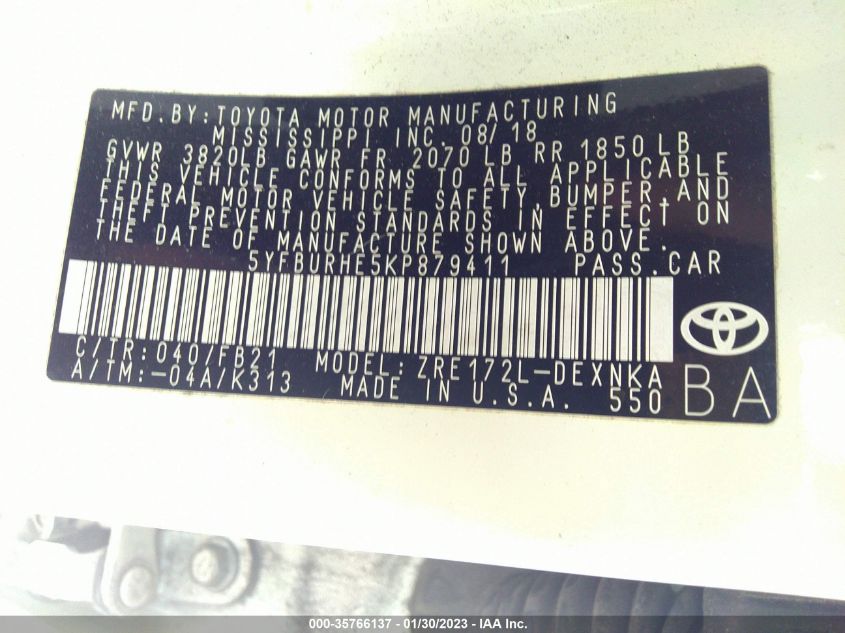 MFD. BY: TOYOTA MOTOR MANUFACTURING
MISSISSIPPI INC. 08/18
GVWR 3820LB GAWR FR 2070 LB RR 1850 LB
THIS VEHICLE CONFORMS TO ALL APPLICABLE
FEDERAL MOTOR VEHICLE SAFETY, BUMPER, AND
THEFT PREVENTION STANDARDS IN EFFECT ON
THE DATE OF MANUFACTURE SHOWN ABOVE.
5YFBURHE5KP879411 PASS. CAR
C/TR: 040/FB21 MODEL: ZRE172L-DEXNKA
A/TM: -04A/K313 MADE IN U.S.A. 550 BA
000-35766137 - 01/30/2023 - IAA Inc.